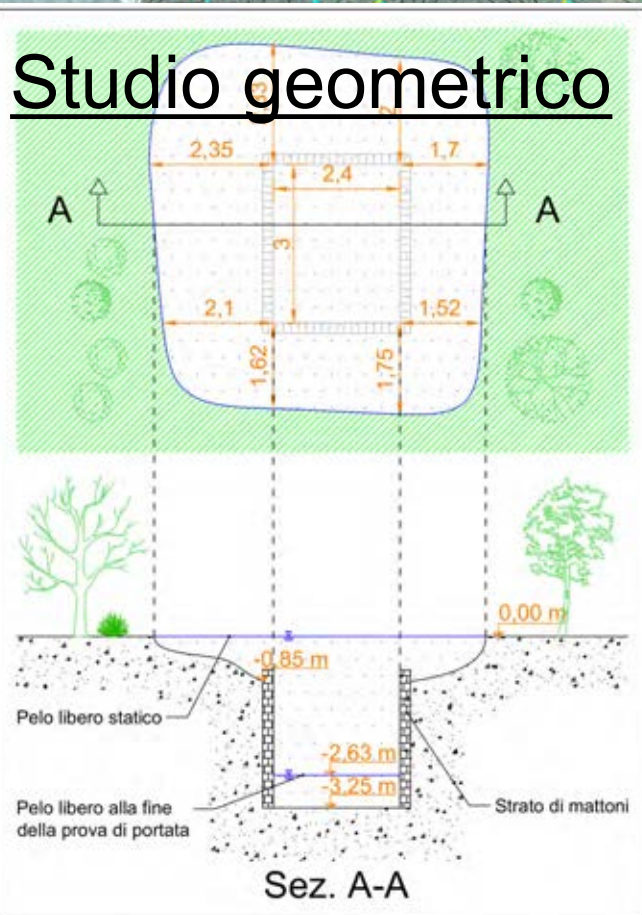 Studio geometrico
2,35
1,7
2,4
A
A
3
2,1
1,52
1,62
1,75
0,00 m
-0,85 m
Pelo libero statico
-2,63 m
-3,25 m
Pelo libero alla fine
della prova di portata
Strato di mattoni
Sez. A-A